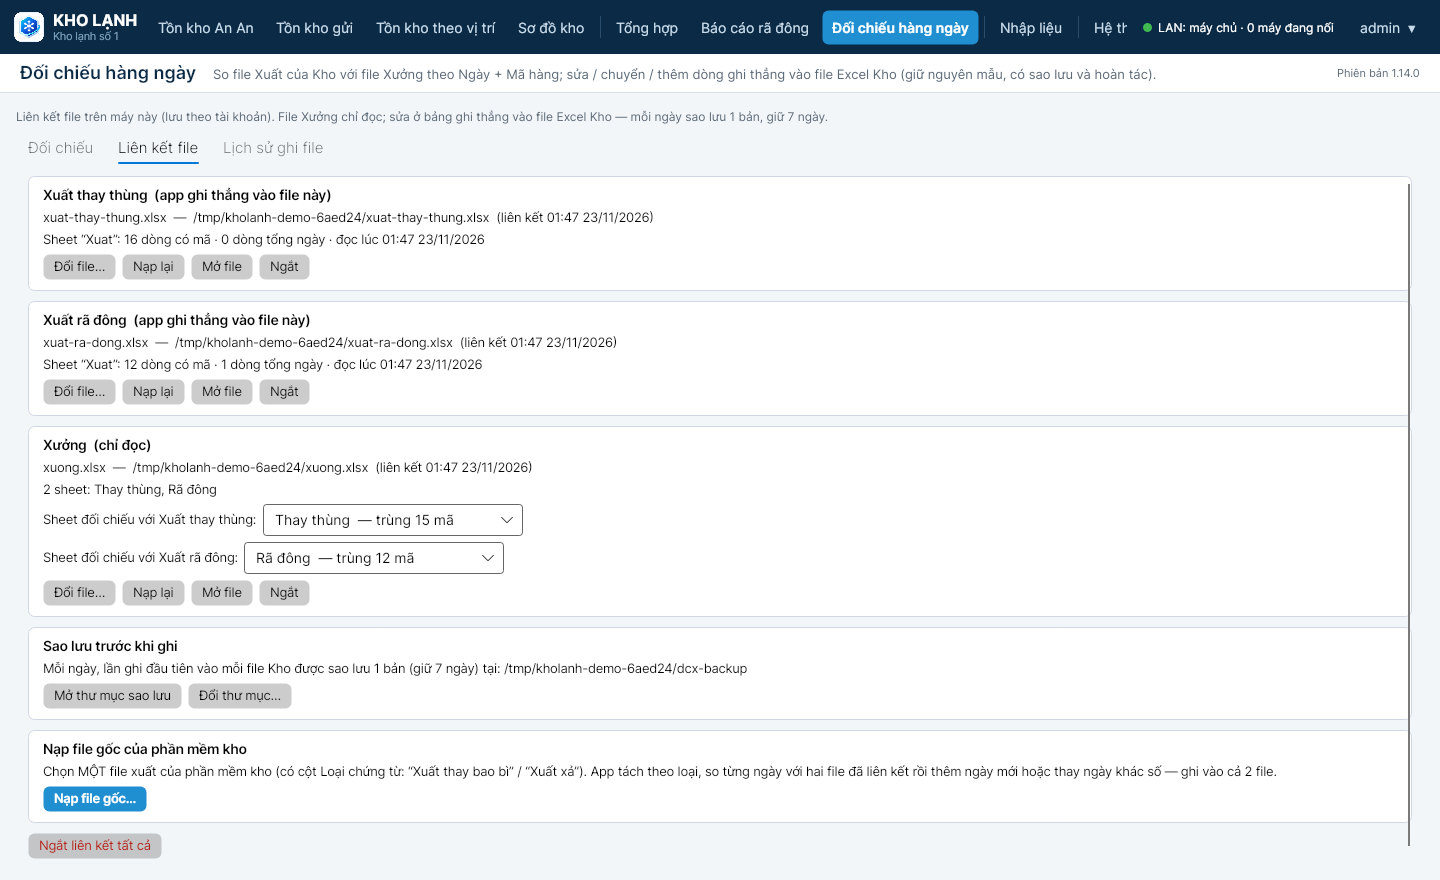 KHO LẠNH
Kho lạnh số 1
Tồn kho An An
Tồn kho gửi
Tồn kho theo vị trí
Sơ đồ kho
Tổng hợp
Báo cáo rã đông
Đối chiếu hàng ngày
Nhập liệu
Hệ th
LAN: máy chủ · 0 máy đang nối
admin ▾
Đối chiếu hàng ngày
So file Xuất của Kho với file Xưởng theo Ngày + Mã hàng; sửa / chuyển / thêm dòng ghi thẳng vào file Excel Kho (giữ nguyên mẫu, có sao lưu và hoàn tác).
Phiên bản 1.14.0
Liên kết file trên máy này (lưu theo tài khoản). File Xưởng chỉ đọc; sửa ở bảng ghi thẳng vào file Excel Kho — mỗi ngày sao lưu 1 bản, giữ 7 ngày.
Đối chiếu
Liên kết file
Lịch sử ghi file
Xuất thay thùng (app ghi thẳng vào file này)
xuat-thay-thung.xlsx — /tmp/kholanh-demo-6aed24/xuat-thay-thung.xlsx (liên kết 01:47 23/11/2026)
Sheet “Xuat”: 16 dòng có mã · 0 dòng tổng ngày · đọc lúc 01:47 23/11/2026
Đổi file…
Nạp lại
Mở file
Ngắt
Xuất rã đông (app ghi thẳng vào file này)
xuat-ra-dong.xlsx — /tmp/kholanh-demo-6aed24/xuat-ra-dong.xlsx (liên kết 01:47 23/11/2026)
Sheet “Xuat”: 12 dòng có mã · 1 dòng tổng ngày · đọc lúc 01:47 23/11/2026
Đổi file…
Nạp lại
Mở file
Ngắt
Xưởng (chỉ đọc)
xuong.xlsx — /tmp/kholanh-demo-6aed24/xuong.xlsx (liên kết 01:47 23/11/2026)
2 sheet: Thay thùng, Rã đông
Sheet đối chiếu với Xuất thay thùng:
Thay thùng — trùng 15 mã
Sheet đối chiếu với Xuất rã đông:
Rã đông — trùng 12 mã
Đổi file…
Nạp lại
Mở file
Ngắt
Sao lưu trước khi ghi
Mỗi ngày, lần ghi đầu tiên vào mỗi file Kho được sao lưu 1 bản (giữ 7 ngày) tại: /tmp/kholanh-demo-6aed24/dcx-backup
Mở thư mục sao lưu
Đổi thư mục…
Nạp file gốc của phần mềm kho
Chọn MỘT file xuất của phần mềm kho (có cột Loại chứng từ: “Xuất thay bao bì” / “Xuất xả”). App tách theo loại, so từng ngày với hai file đã liên kết rồi thêm ngày mới hoặc thay ngày khác số — ghi vào cả 2 file.
Nạp file gốc…
Ngắt liên kết tất cả